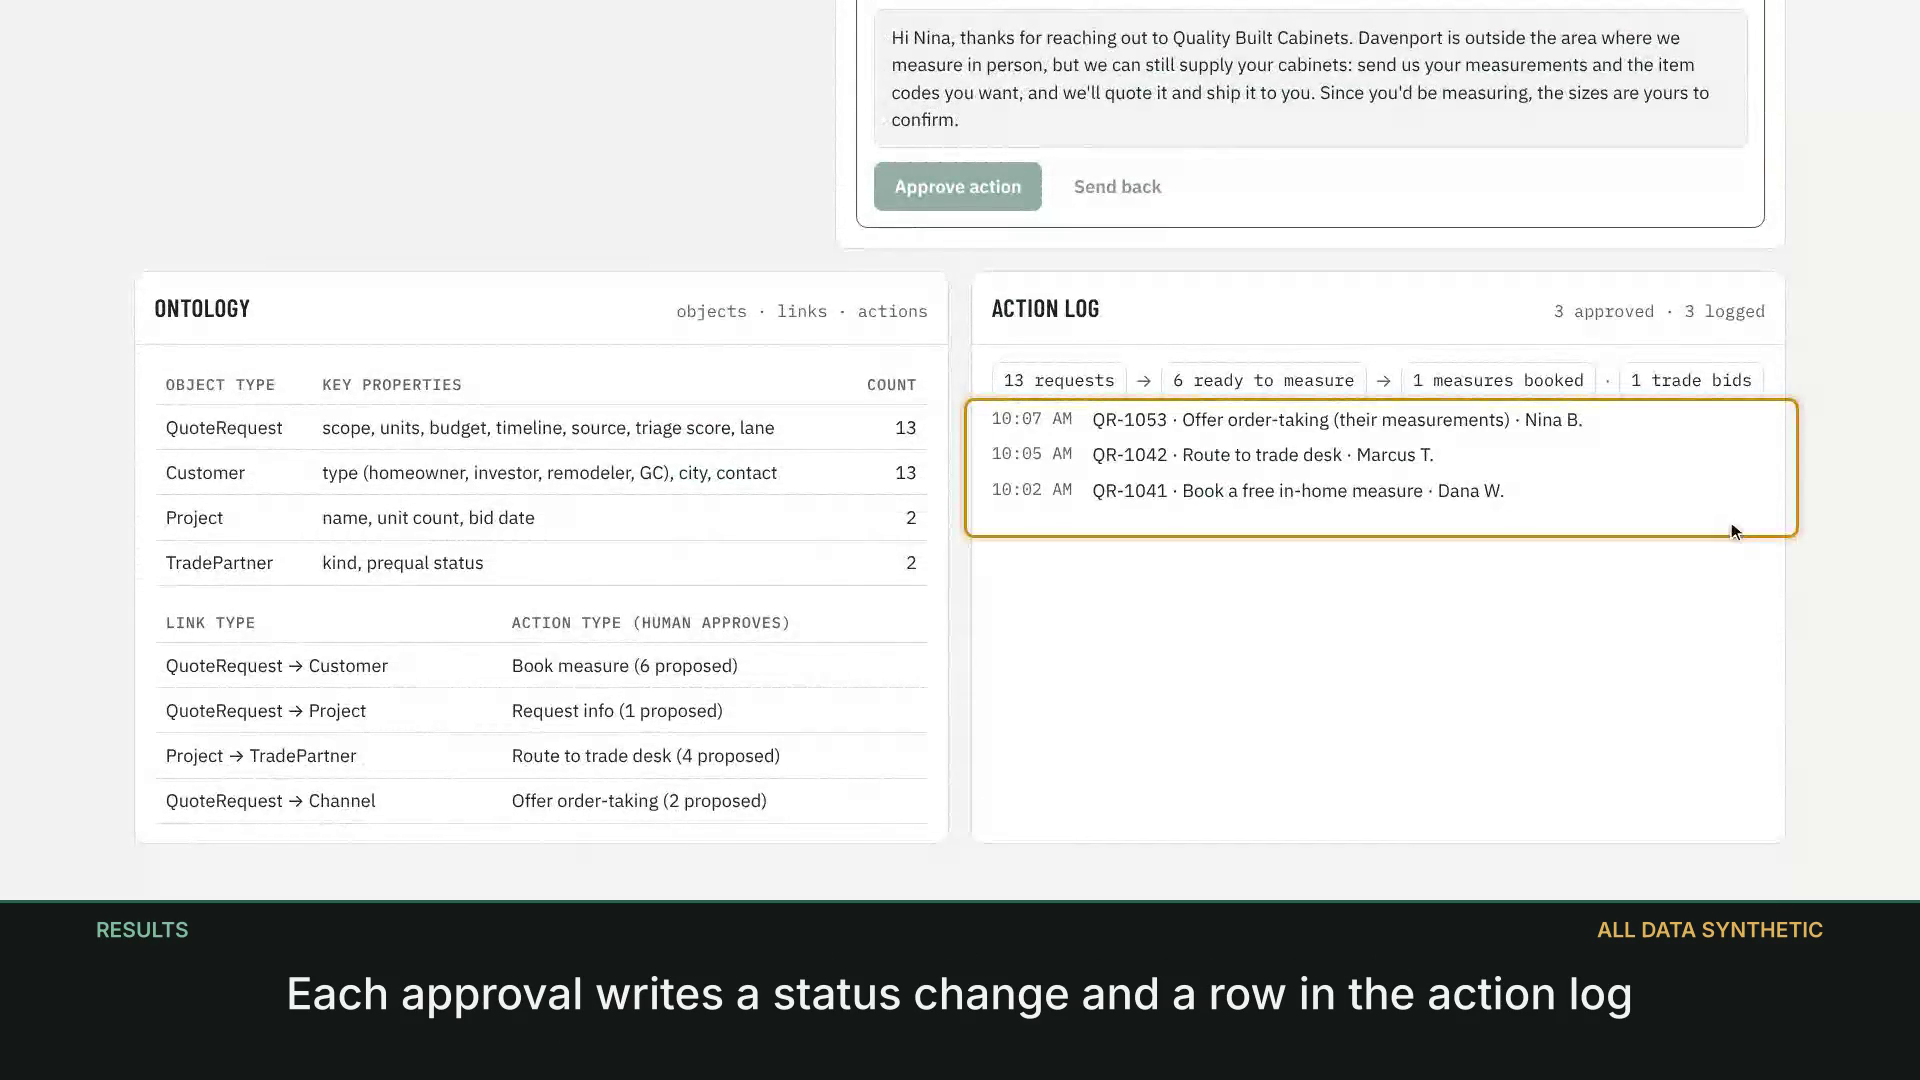 Hi Nina, thanks for reaching out to Quality Built Cabinets. Davenport is outside the area where we
measure in person, but we can still supply your cabinets: send us your measurements and the item
codes you want, and we'll quote it and ship it to you. Since you'd be measuring, the sizes are yours to
confirm.
Approve action
Send back
ONTOLOGY
objects · links · actions
OBJECT TYPE KEY PROPERTIES COUNT
QuoteRequest scope, units, budget, timeline, source, triage score, lane 13
Customer type (homeowner, investor, remodeler, GC), city, contact 13
Project name, unit count, bid date 2
TradePartner kind, prequal status 2
LINK TYPE ACTION TYPE (HUMAN APPROVES)
QuoteRequest → Customer Book measure (6 proposed)
QuoteRequest → Project Request info (1 proposed)
Project → TradePartner Route to trade desk (4 proposed)
QuoteRequest → Channel Offer order-taking (2 proposed)
ACTION LOG
3 approved · 3 logged
13 requests → 6 ready to measure → 1 measures booked · 1 trade bids
10:07 AM QR-1053 · Offer order-taking (their measurements) · Nina B.
10:05 AM QR-1042 · Route to trade desk · Marcus T.
10:02 AM QR-1041 · Book a free in-home measure · Dana W.
RESULTS
ALL DATA SYNTHETIC
Each approval writes a status change and a row in the action log